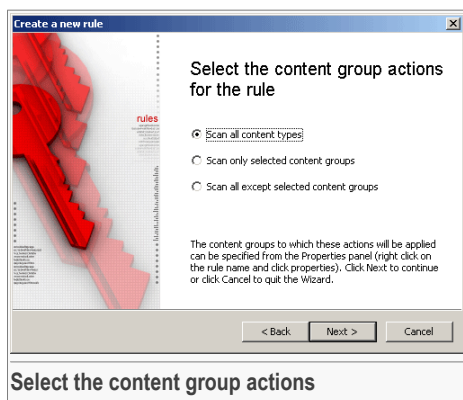 Create a new rule
Select the content group actions
for the rule
rules
Scan all content types
Scan only selected content groups
Scan all except selected content groups
The content groups to which these actions will be applied
can be specified from the Properties panel (right click on
the rule name and click properties). Click Next to continue
or click Cancel to quit the Wizard.
< Back
Next >
Cancel
Select the content group actions